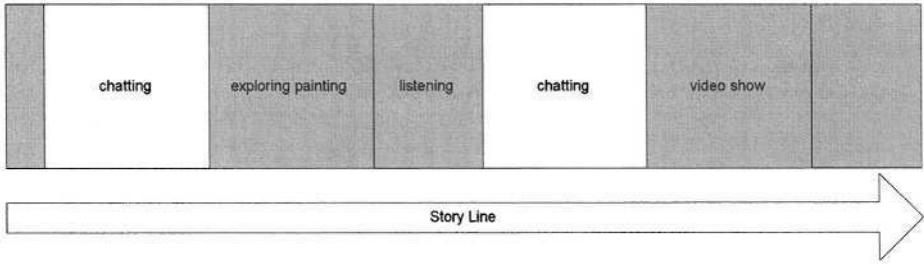 chatting
exploring painting
listening
chatting
video show
Story Line